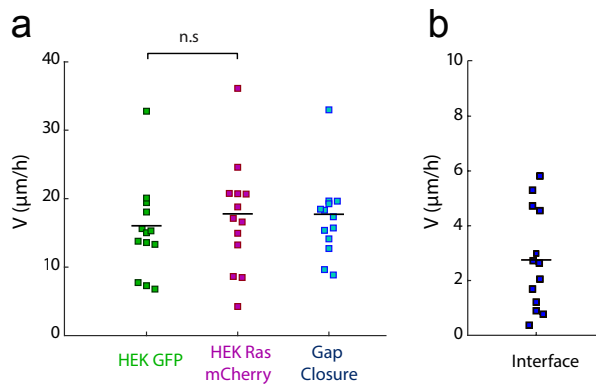 a
n.s
V (µm/h)
40
30
20
10
0
HEK GFP
HEK Ras
mCherry
Gap
Closure
b
V (µm/h)
10
8
6
4
2
0
Interface